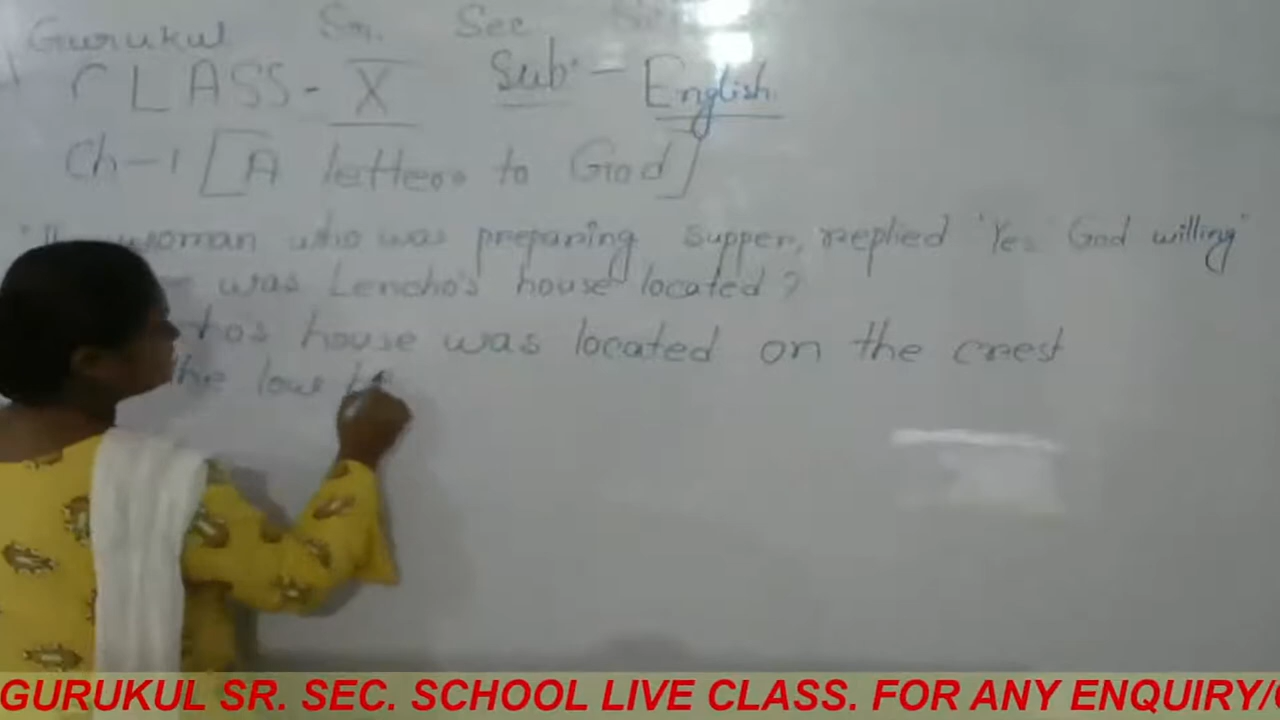 Gurukul Sr. Sec
CLASS - X Sub - English
Ch-1 [A letter to God]
woman who was preparing supper, replied 'Yes God willing"
was Lencho's house located?
house was located on the crest
the low
GURUKUL SR. SEC. SCHOOL LIVE CLASS. FOR ANY ENQUIRY/